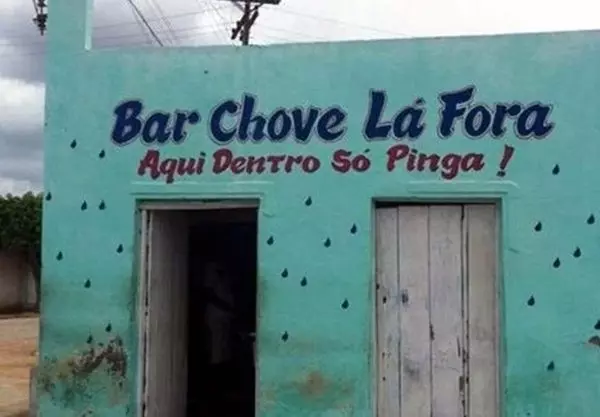 Bar Chove Lá Fora
Aqui Dentro Só Pinga !